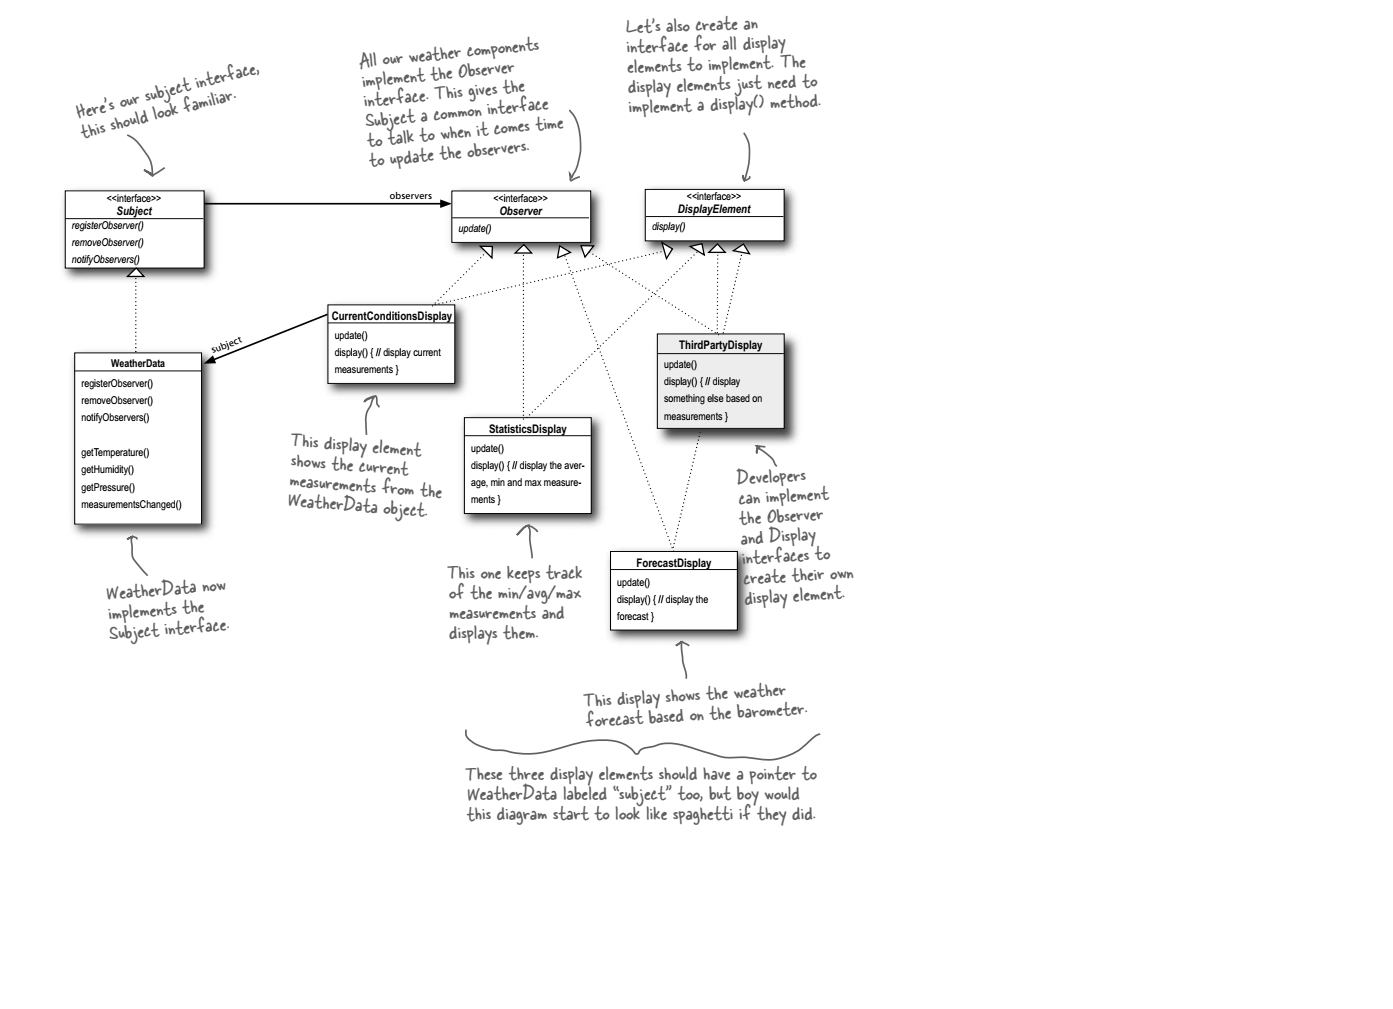 Here's our subject interface,
this should look familiar.
All our weather components
implement the Observer
interface. This gives the
Subject a common interface
to talk to when it comes time
to update the observers.
Let's also create an
interface for all display
elements to implement. The
display elements just need to
implement a display() method.
<<interface>>
Subject
registerObserver()
removeObserver()
notifyObservers()
observers
<<interface>>
Observer
update()
<<interface>>
DisplayElement
display()
subject
CurrentConditionsDisplay
update()
display() { // display current
measurements }
ThirdPartyDisplay
update()
display() { // display
something else based on
measurements }
WeatherData
registerObserver()
removeObserver()
notifyObservers()
getTemperature()
getHumidity()
getPressure()
measurementsChanged()
This display element
shows the current
measurements from the
WeatherData object.
StatisticsDisplay
update()
display() { // display the aver-
age, min and max measure-
ments }
Developers
can implement
the Observer
and Display
interfaces to
create their own
display element.
ForecastDisplay
update()
display() { // display the
forecast }
WeatherData now
implements the
Subject interface.
This one keeps track
of the min/avg/max
measurements and
displays them.
This display shows the weather
forecast based on the barometer.
These three display elements should have a pointer to
WeatherData labeled "subject" too, but boy would
this diagram start to look like spaghetti if they did.